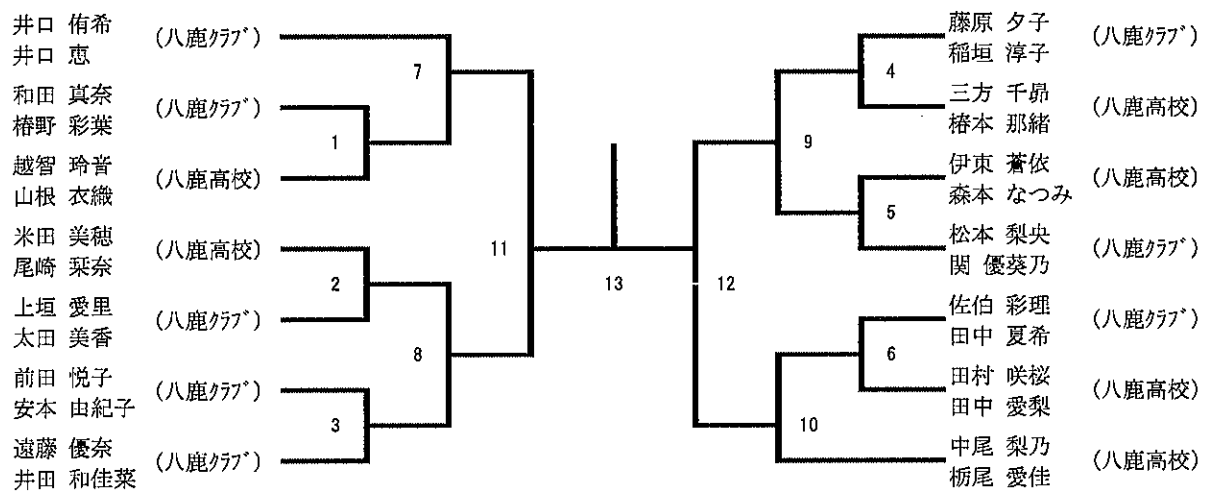 井口 侑希
井口 恵
(八鹿ｸﾗﾌﾞ)
和田 真奈
椿野 彩葉
(八鹿ｸﾗﾌﾞ)
越智 玲音
山根 衣織
(八鹿高校)
米田 美穂
尾崎 栞奈
(八鹿高校)
上垣 愛里
太田 美香
(八鹿ｸﾗﾌﾞ)
前田 悦子
安本 由紀子
(八鹿ｸﾗﾌﾞ)
遠藤 優奈
井田 和佳菜
(八鹿ｸﾗﾌﾞ)
7
1
2
8
3
11
13
12
9
4
5
6
10
藤原 夕子
稲垣 淳子
(八鹿ｸﾗﾌﾞ)
三方 千昴
椿本 那緒
(八鹿高校)
伊東 蒼依
森本 なつみ
(八鹿高校)
松本 梨央
関 優葵乃
(八鹿ｸﾗﾌﾞ)
佐伯 彩理
田中 夏希
(八鹿ｸﾗﾌﾞ)
田村 咲桜
田中 愛梨
(八鹿高校)
中尾 梨乃
栃尾 愛佳
(八鹿高校)